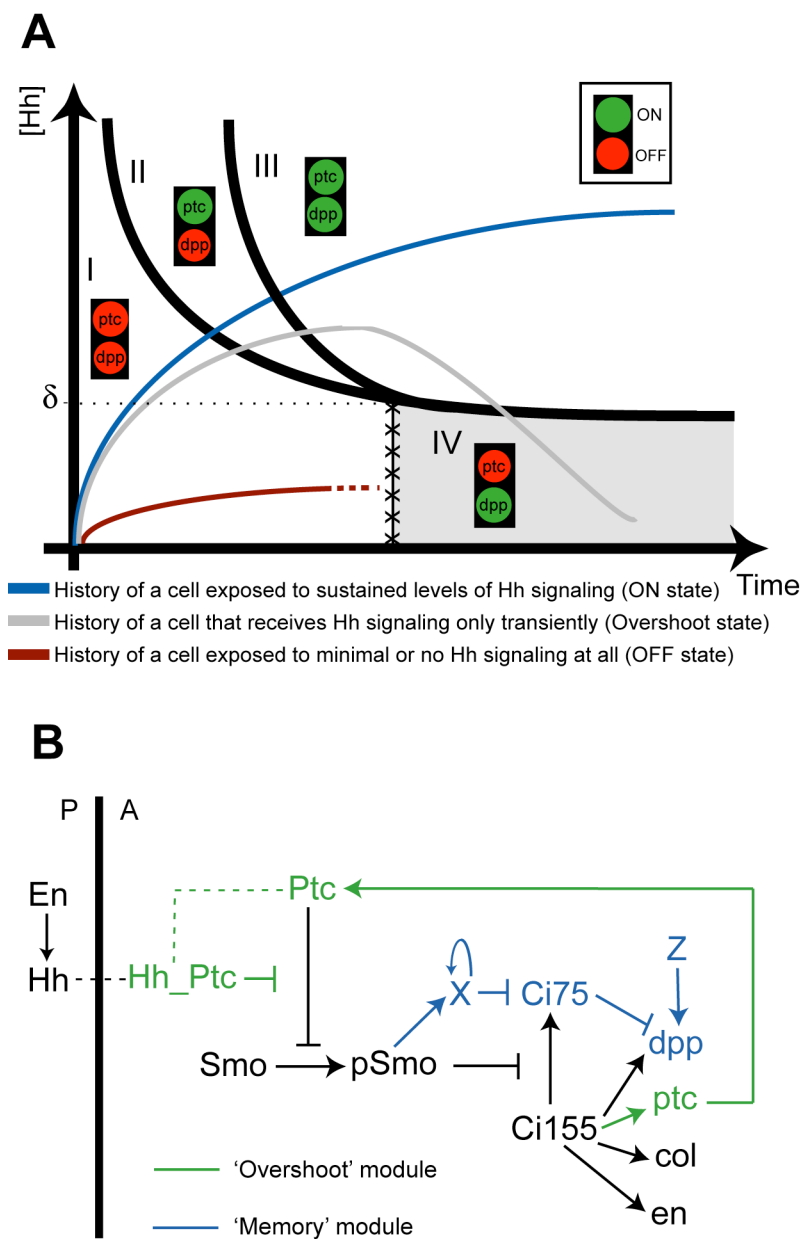 A
[Hh]
ON
OFF
II
III
ptc
dpp
ptc
dpp
I
ptc
dpp
δ
IV
ptc
dpp
Time
History of a cell exposed to sustained levels of Hh signaling (ON state)
History of a cell that receives Hh signaling only transiently (Overshoot state)
History of a cell exposed to minimal or no Hh signaling at all (OFF state)
B
P A
En
Ptc
Hh
Hh_Ptc
X
Ci75
Z
dpp
Smo
pSmo
ptc
Ci155
col
en
'Overshoot' module
'Memory' module